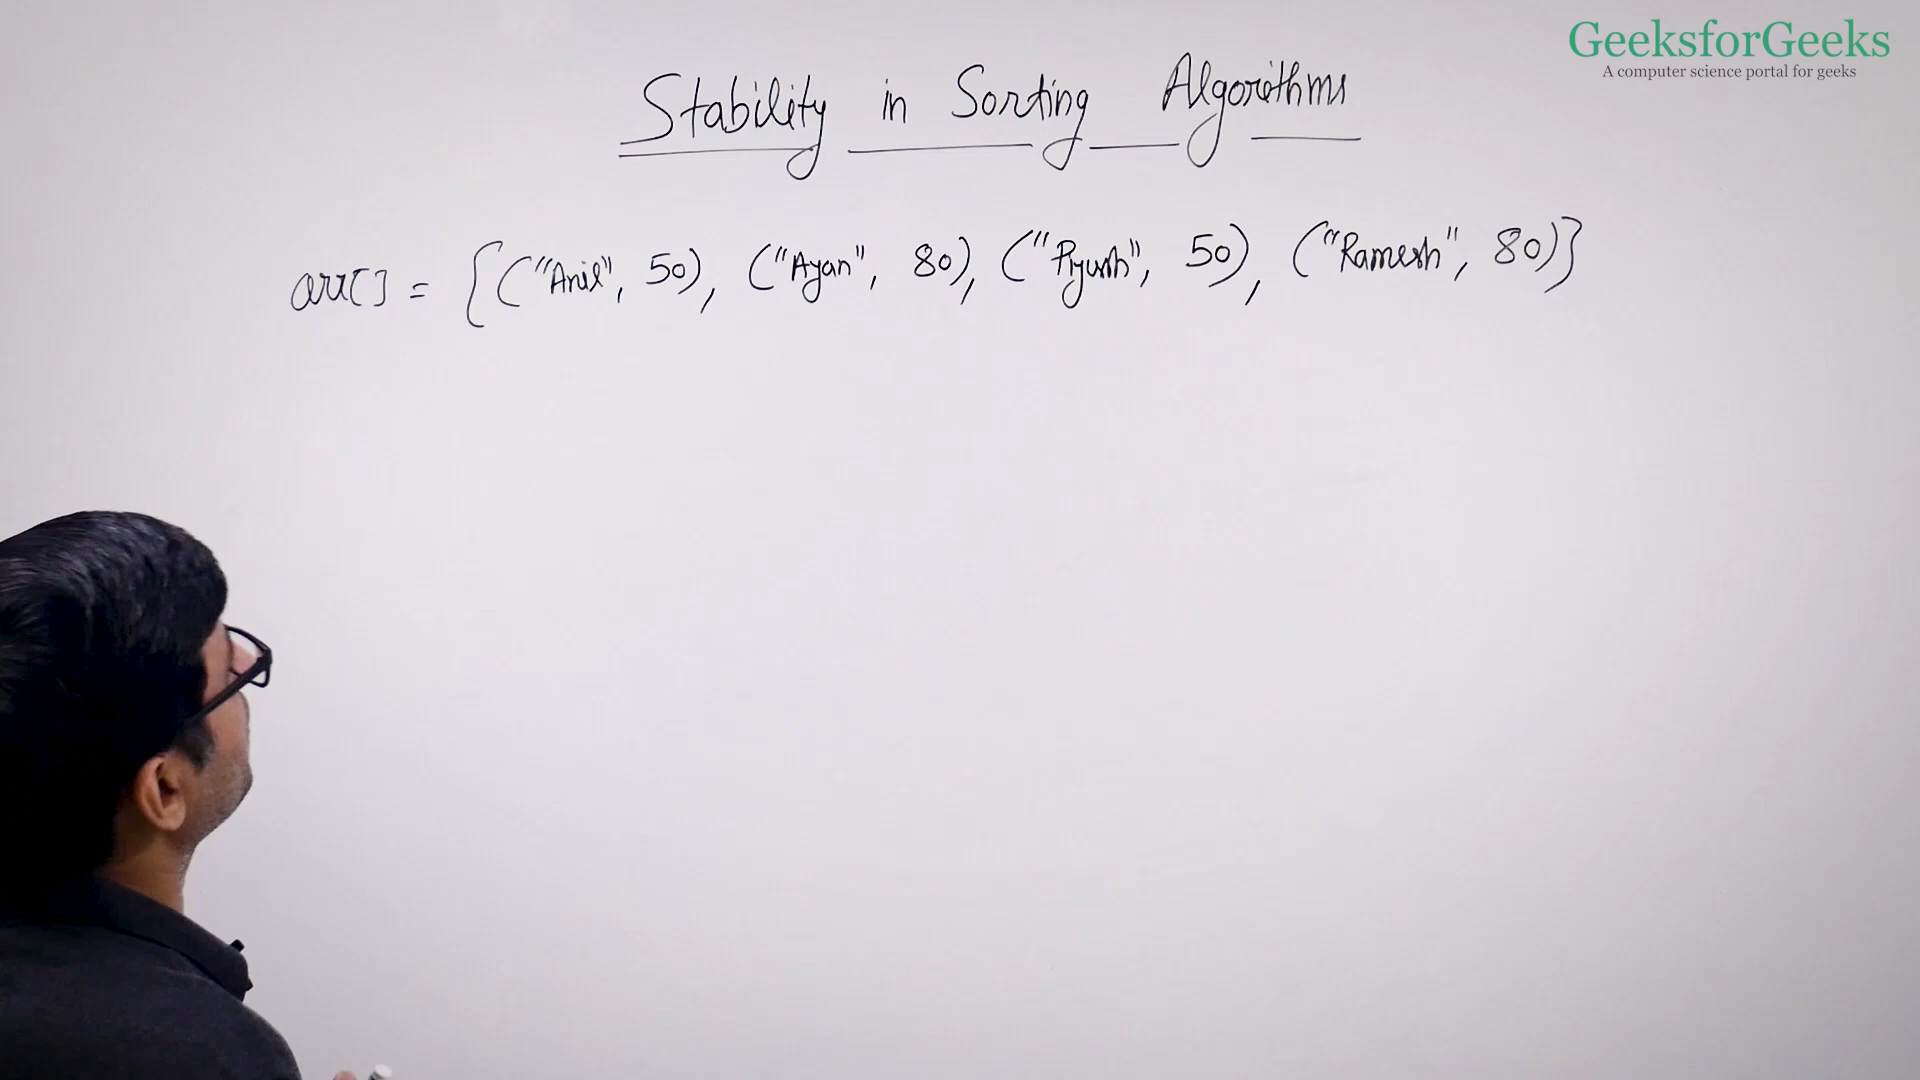 GeeksforGeeks
A computer science portal for geeks
Stability in Sorting Algorithms
arr[] = {("Anil", 50), ("Ayan", 80), ("Piyush", 50), ("Ramesh", 80)}